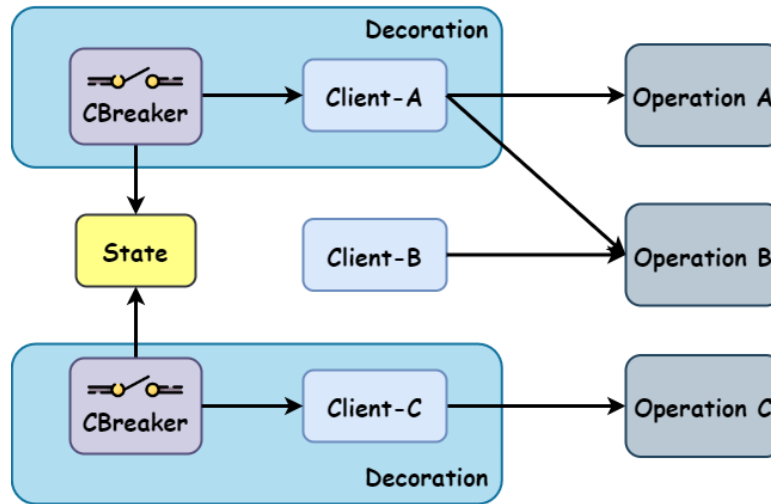 Decoration
CBreaker
Client-A
Operation A
State
Client-B
Operation B
CBreaker
Client-C
Operation C
Decoration